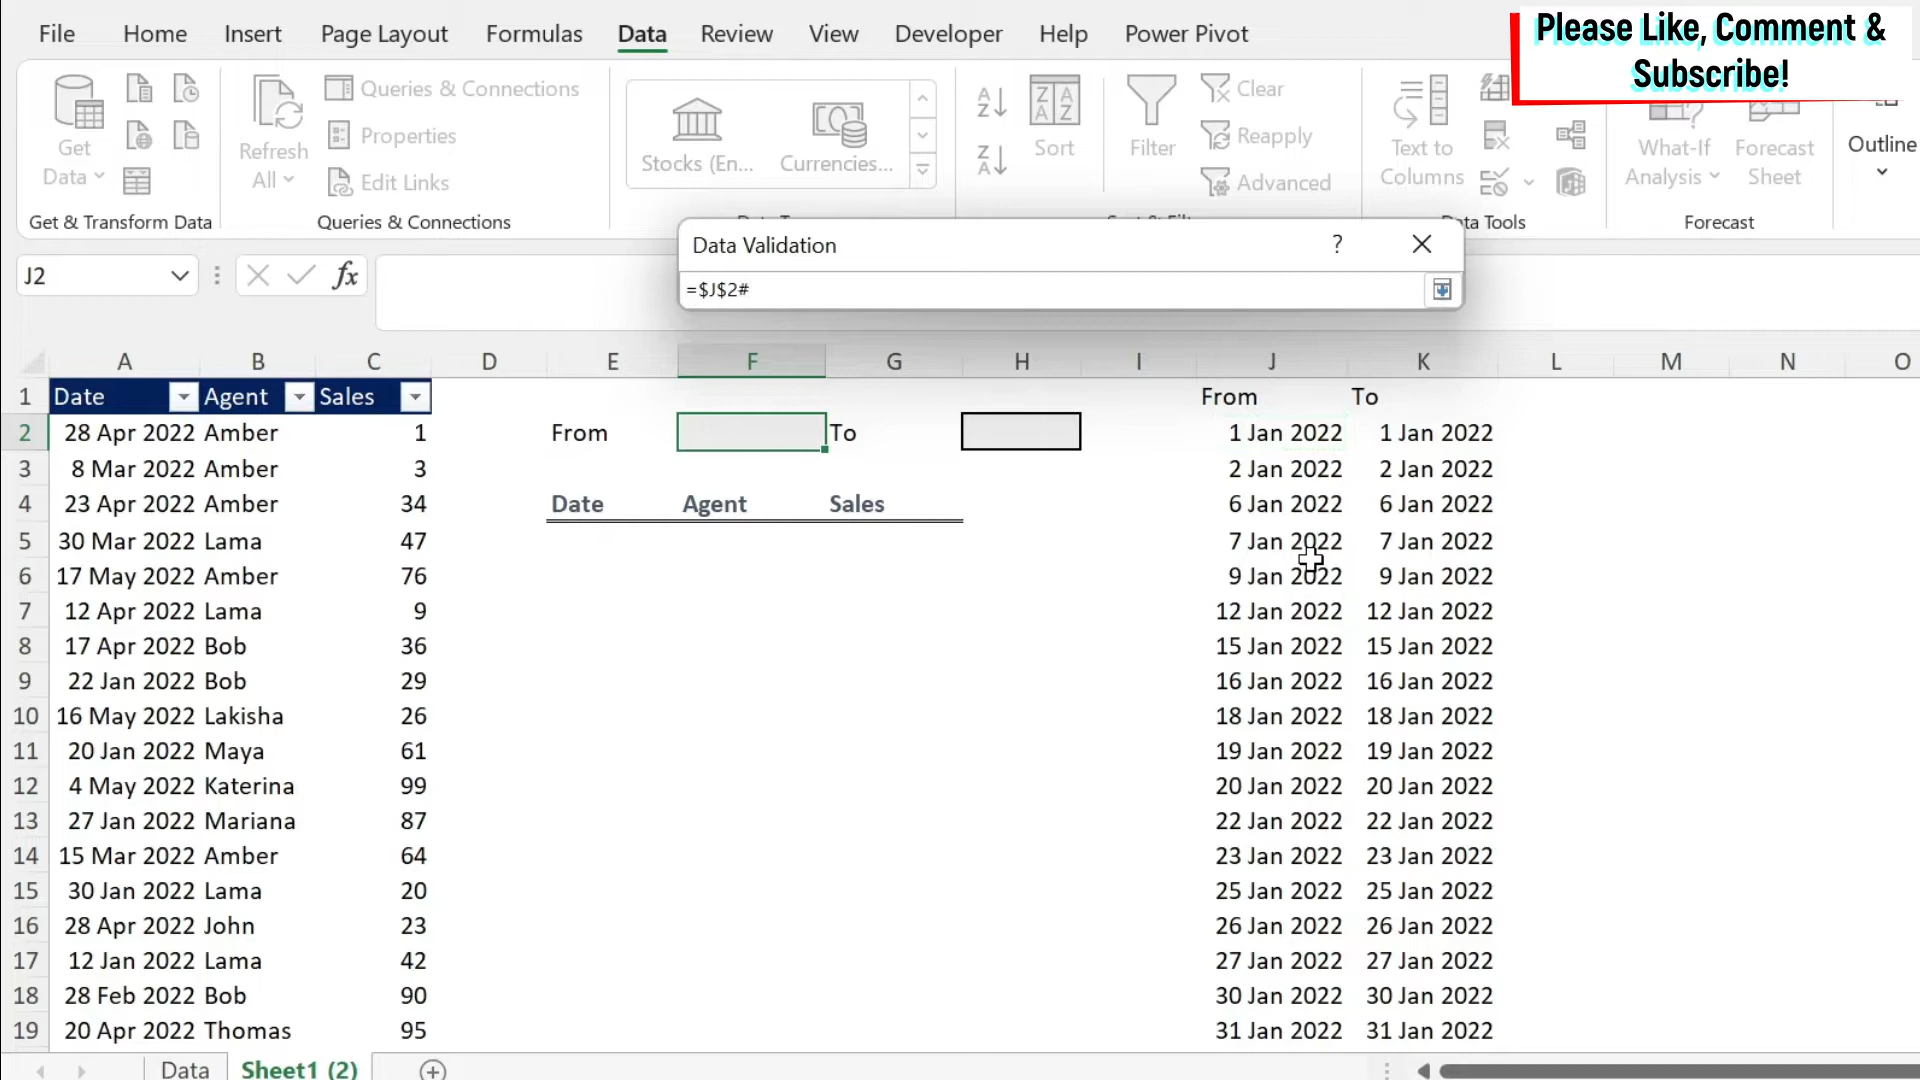 File Home Insert Page Layout Formulas Data Review View Developer Help Power Pivot
Please Like, Comment &
Subscribe!
Get
Data
Refresh
All
Queries & Connections
Properties
Edit Links
Stocks (En...
Currencies...
Sort
Filter
Clear
Reapply
Advanced
Text to
Columns
What-If
Analysis
Forecast
Sheet
Outline
Get & Transform Data
Queries & Connections
Forecast
Data Validation ?
=$J$2#
J2 fx
A B C D E F G H I J K L M N O
1 Date Agent Sales From To
2 28 Apr 2022 Amber 1 From To 1 Jan 2022 1 Jan 2022
3 8 Mar 2022 Amber 3 2 Jan 2022 2 Jan 2022
4 23 Apr 2022 Amber 34 Date Agent Sales 6 Jan 2022 6 Jan 2022
5 30 Mar 2022 Lama 47 7 Jan 2022 7 Jan 2022
6 17 May 2022 Amber 76 9 Jan 2022 9 Jan 2022
7 12 Apr 2022 Lama 9 12 Jan 2022 12 Jan 2022
8 17 Apr 2022 Bob 36 15 Jan 2022 15 Jan 2022
9 22 Jan 2022 Bob 29 16 Jan 2022 16 Jan 2022
10 16 May 2022 Lakisha 26 18 Jan 2022 18 Jan 2022
11 20 Jan 2022 Maya 61 19 Jan 2022 19 Jan 2022
12 4 May 2022 Katerina 99 20 Jan 2022 20 Jan 2022
13 27 Jan 2022 Mariana 87 22 Jan 2022 22 Jan 2022
14 15 Mar 2022 Amber 64 23 Jan 2022 23 Jan 2022
15 30 Jan 2022 Lama 20 25 Jan 2022 25 Jan 2022
16 28 Apr 2022 John 23 26 Jan 2022 26 Jan 2022
17 12 Jan 2022 Lama 42 27 Jan 2022 27 Jan 2022
18 28 Feb 2022 Bob 90 30 Jan 2022 30 Jan 2022
19 20 Apr 2022 Thomas 95 31 Jan 2022 31 Jan 2022
Data Sheet1 (2)